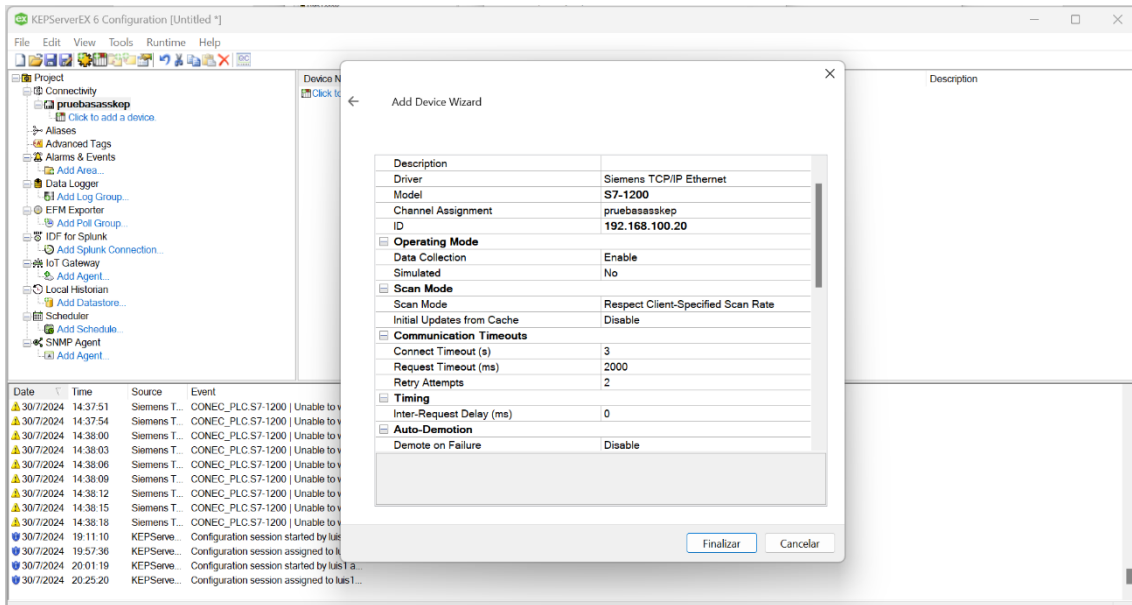 KEPServerEX 6 Configuration [Untitled *]
File Edit View Tools Runtime Help
Project
Connectivity
pruebasasskep
Click to add a device.
Aliases
Advanced Tags
Alarms & Events
Add Area...
Data Logger
Add Log Group...
EFM Exporter
Add Poll Group...
IDF for Splunk
Add Splunk Connection...
IoT Gateway
Add Agent...
Local Historian
Add Datastore...
Scheduler
Add Schedule...
SNMP Agent
Add Agent...
Device N
Click to
Description
Add Device Wizard
Description
Driver Siemens TCP/IP Ethernet
Model S7-1200
Channel Assignment pruebasasskep
ID 192.168.100.20
Operating Mode
Data Collection Enable
Simulated No
Scan Mode
Scan Mode Respect Client-Specified Scan Rate
Initial Updates from Cache Disable
Communication Timeouts
Connect Timeout (s) 3
Request Timeout (ms) 2000
Retry Attempts 2
Timing
Inter-Request Delay (ms) 0
Auto-Demotion
Demote on Failure Disable
Finalizar Cancelar
Date Time Source Event
30/7/2024 14:37:51 Siemens T... CONEC_PLC.S7-1200 | Unable to
30/7/2024 14:37:54 Siemens T... CONEC_PLC.S7-1200 | Unable to
30/7/2024 14:38:00 Siemens T... CONEC_PLC.S7-1200 | Unable to
30/7/2024 14:38:03 Siemens T... CONEC_PLC.S7-1200 | Unable to
30/7/2024 14:38:06 Siemens T... CONEC_PLC.S7-1200 | Unable to
30/7/2024 14:38:09 Siemens T... CONEC_PLC.S7-1200 | Unable to
30/7/2024 14:38:12 Siemens T... CONEC_PLC.S7-1200 | Unable to
30/7/2024 14:38:15 Siemens T... CONEC_PLC.S7-1200 | Unable to
30/7/2024 14:38:18 Siemens T... CONEC_PLC.S7-1200 | Unable to
30/7/2024 19:11:10 KEPServe... Configuration session started by luis
30/7/2024 19:57:36 KEPServe... Configuration session assigned to
30/7/2024 20:01:19 KEPServe... Configuration session started by luis1 a...
30/7/2024 20:25:20 KEPServe... Configuration session assigned to luis1...